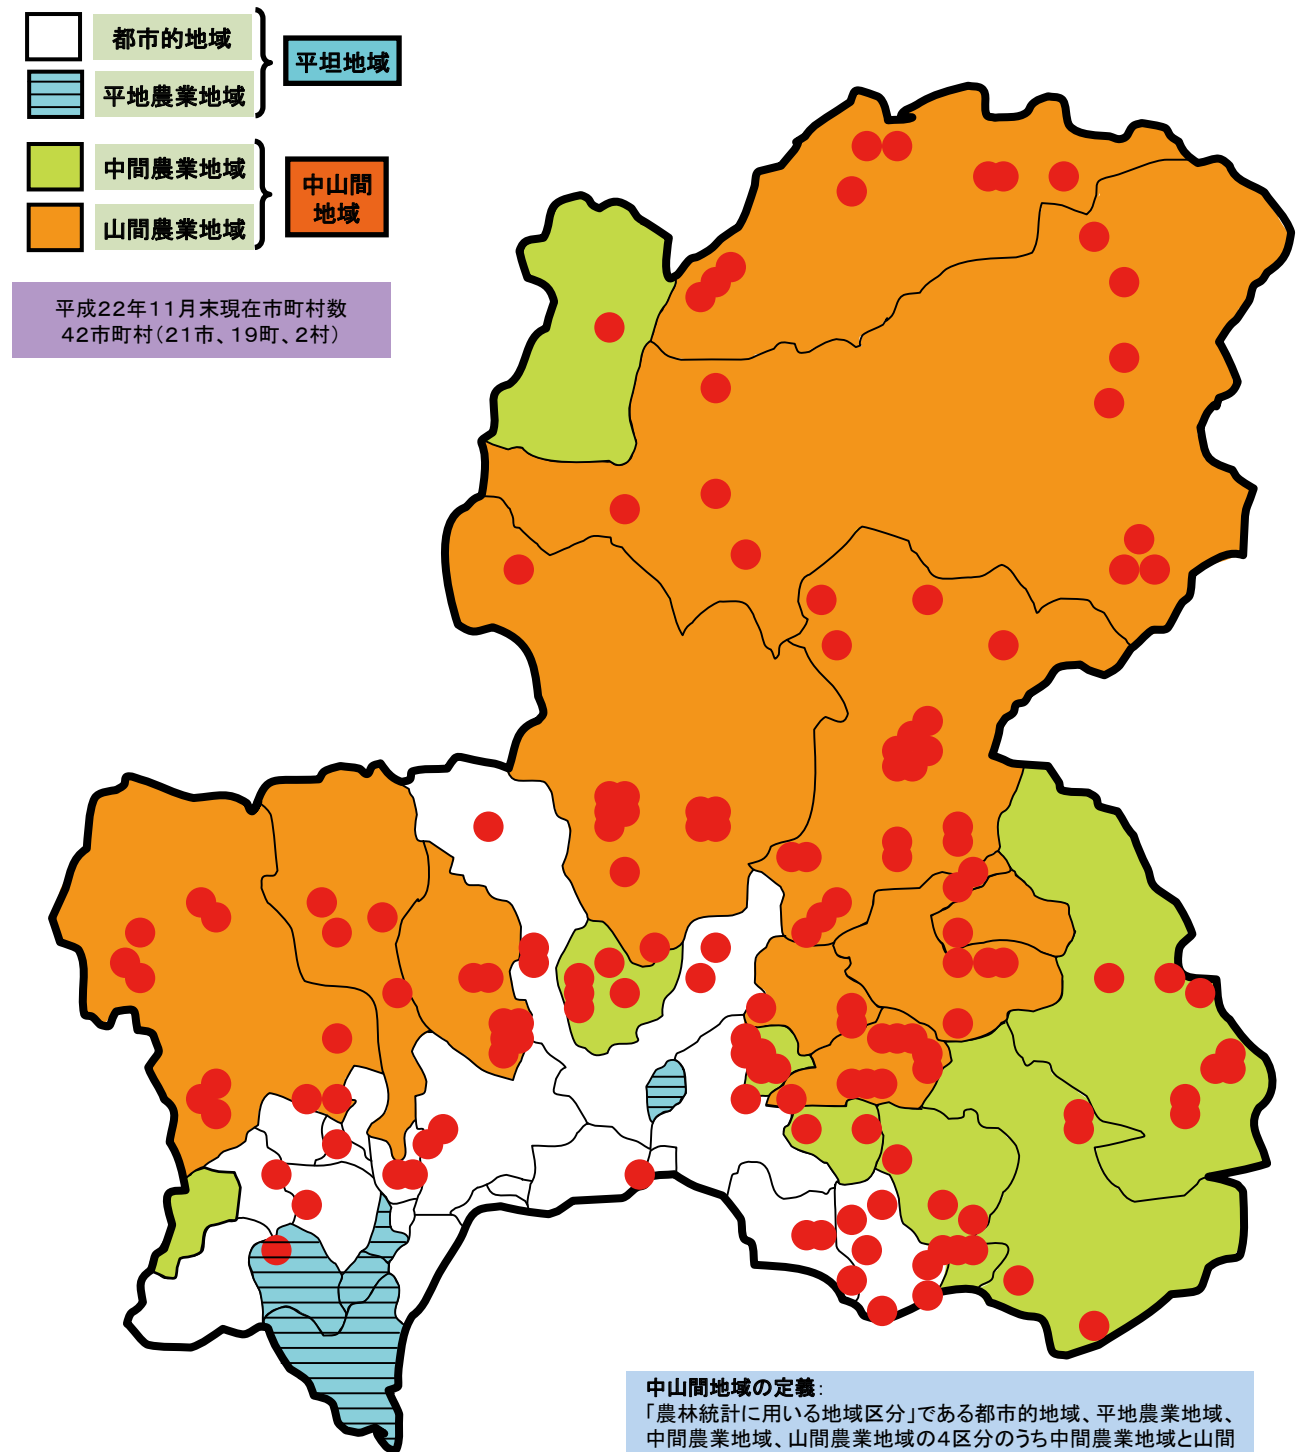 都市的地域
平坦地域
平地農業地域
中間農業地域
中山間
地域
山間農業地域
平成22年11月末現在市町村数
42市町村(21市、19町、2村)
中山間地域の定義:
「農林統計に用いる地域区分」である都市的地域、平地農業地域、
中間農業地域、山間農業地域の4区分のうち中間農業地域と山間